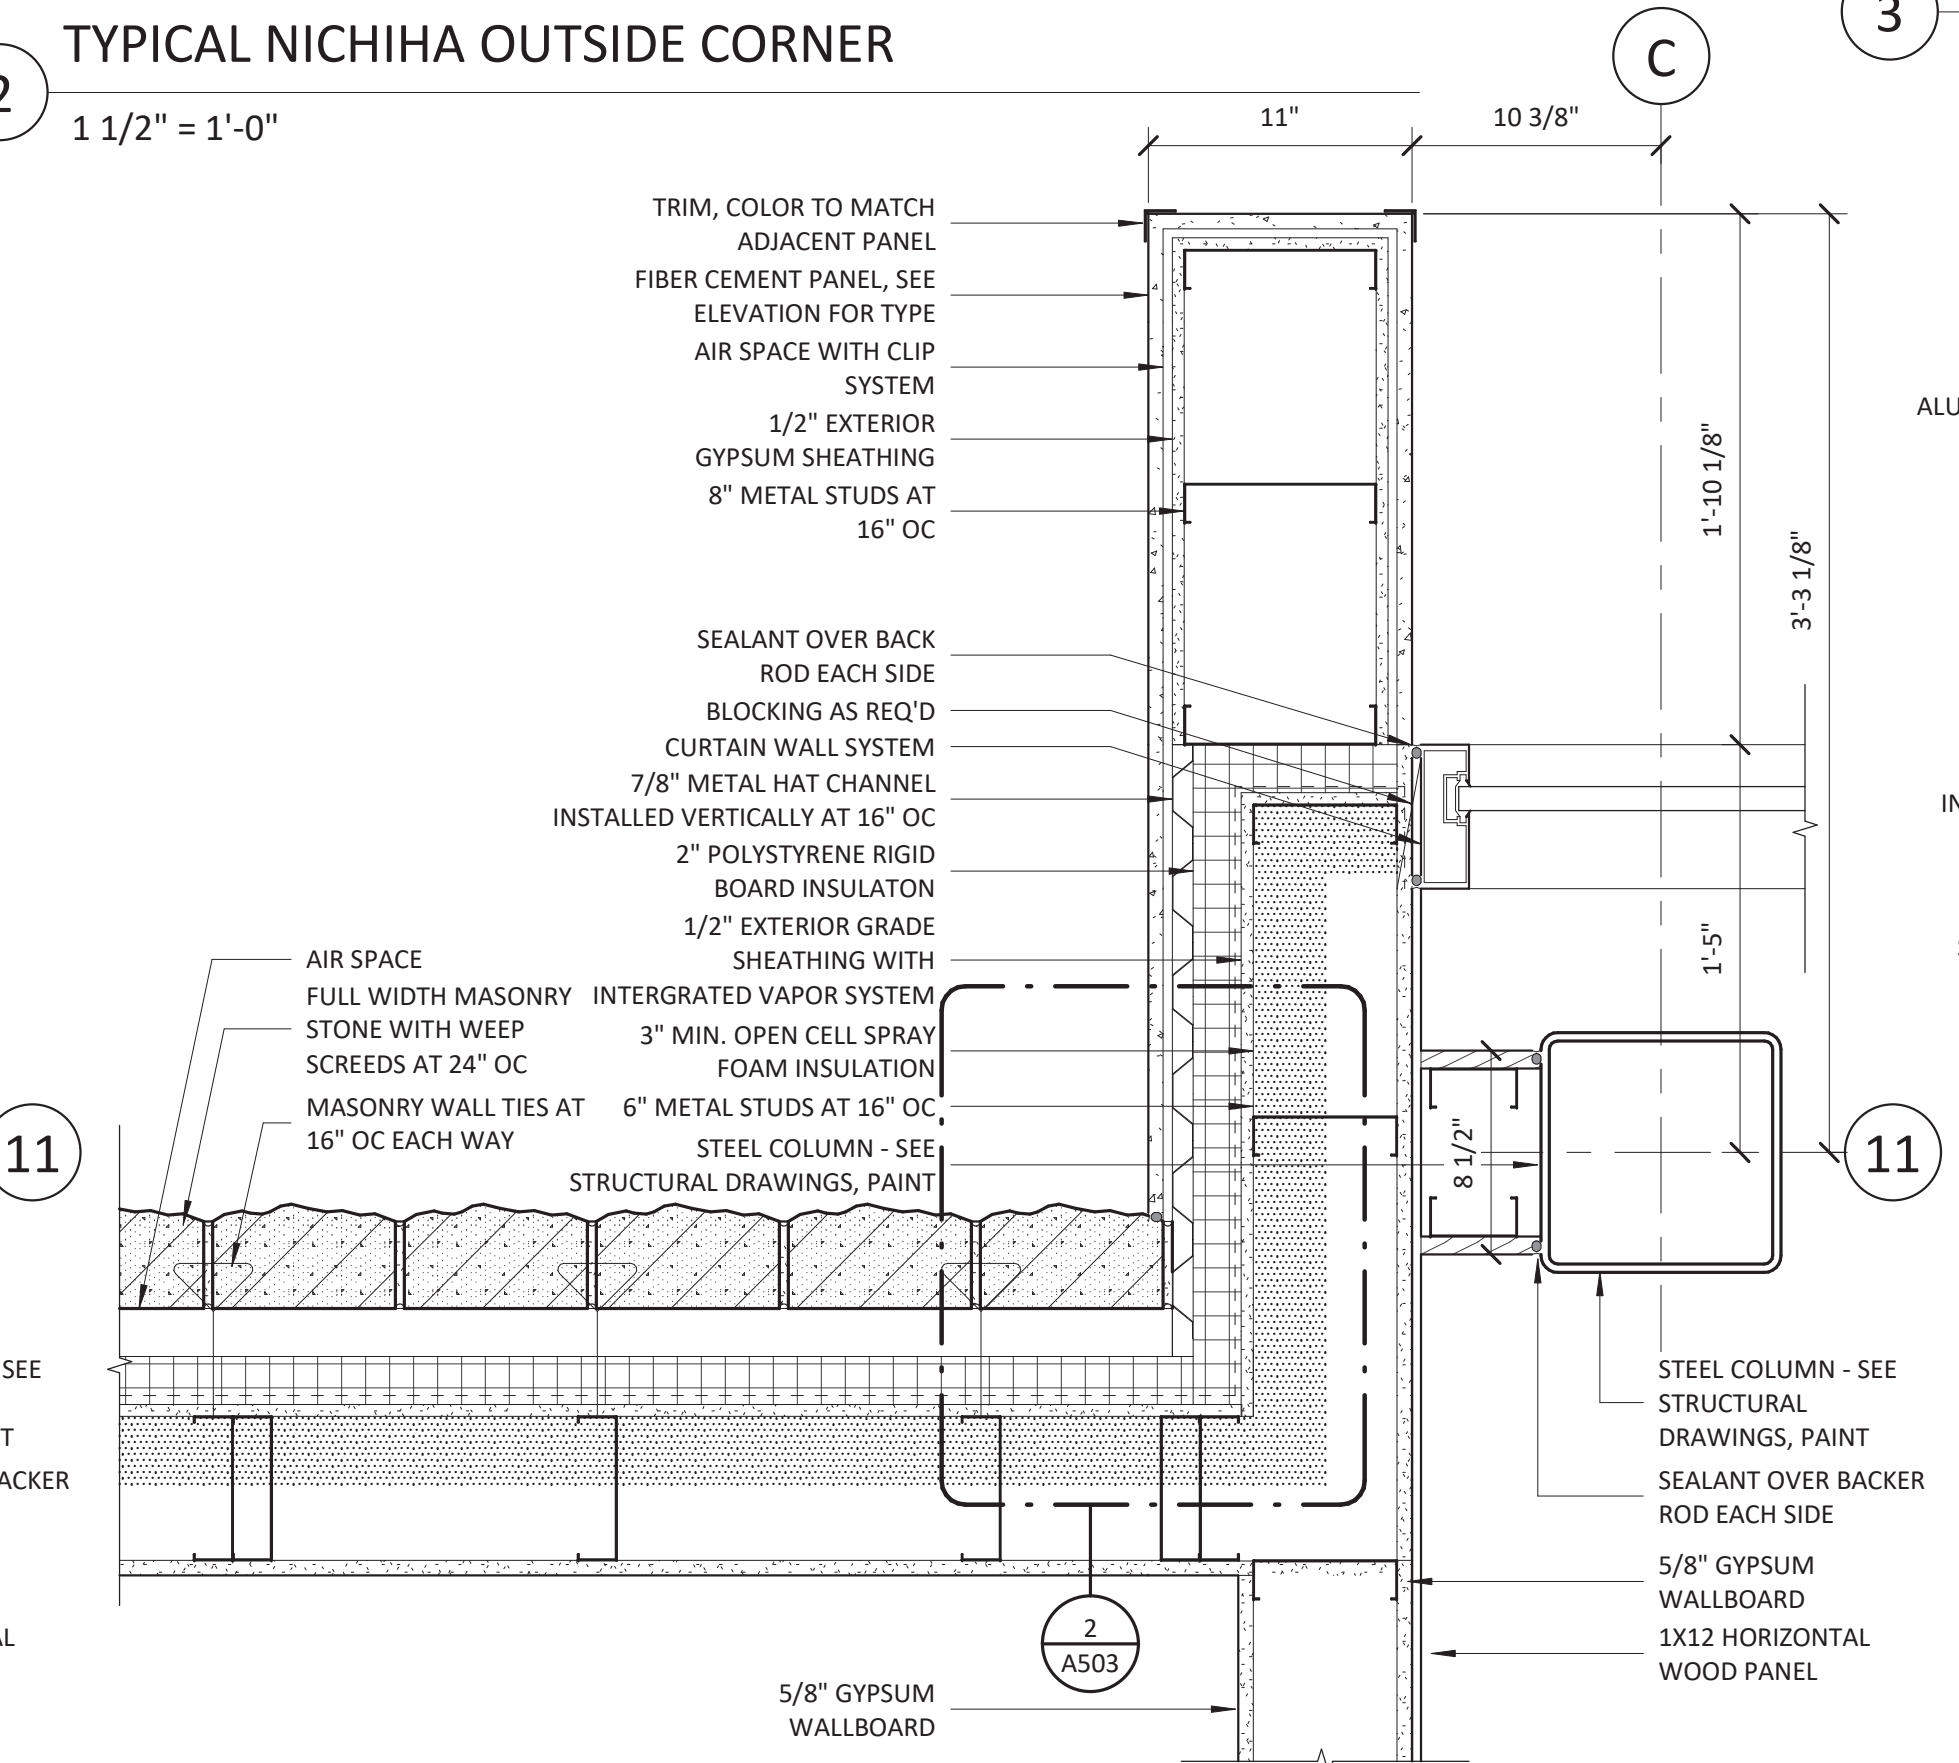 TYPICAL NICHIHA OUTSIDE CORNER
2
1 1/2" = 1'-0"
C
3
11"
10 3/8"
TRIM, COLOR TO MATCH
ADJACENT PANEL
FIBER CEMENT PANEL, SEE
ELEVATION FOR TYPE
AIR SPACE WITH CLIP
SYSTEM
1/2" EXTERIOR
GYPSUM SHEATHING
8" METAL STUDS AT
16" OC
SEALANT OVER BACK
ROD EACH SIDE
BLOCKING AS REQ'D
CURTAIN WALL SYSTEM
7/8" METAL HAT CHANNEL
INSTALLED VERTICALLY AT 16" OC
2" POLYSTYRENE RIGID
BOARD INSULATON
1/2" EXTERIOR GRADE
SHEATHING WITH
INTERGRATED VAPOR SYSTEM
3" MIN. OPEN CELL SPRAY
FOAM INSULATION
6" METAL STUDS AT 16" OC
STEEL COLUMN - SEE
STRUCTURAL DRAWINGS, PAINT
AIR SPACE
FULL WIDTH MASONRY
STONE WITH WEEP
SCREEDS AT 24" OC
MASONRY WALL TIES AT
16" OC EACH WAY
1'-10 1/8"
3'-3 1/8"
1'-5"
8 1/2"
ALU
IN
11
11
SEE
T
ACKER
AL
STEEL COLUMN - SEE
STRUCTURAL
DRAWINGS, PAINT
SEALANT OVER BACKER
ROD EACH SIDE
5/8" GYPSUM
WALLBOARD
1X12 HORIZONTAL
WOOD PANEL
2
A503
5/8" GYPSUM
WALLBOARD